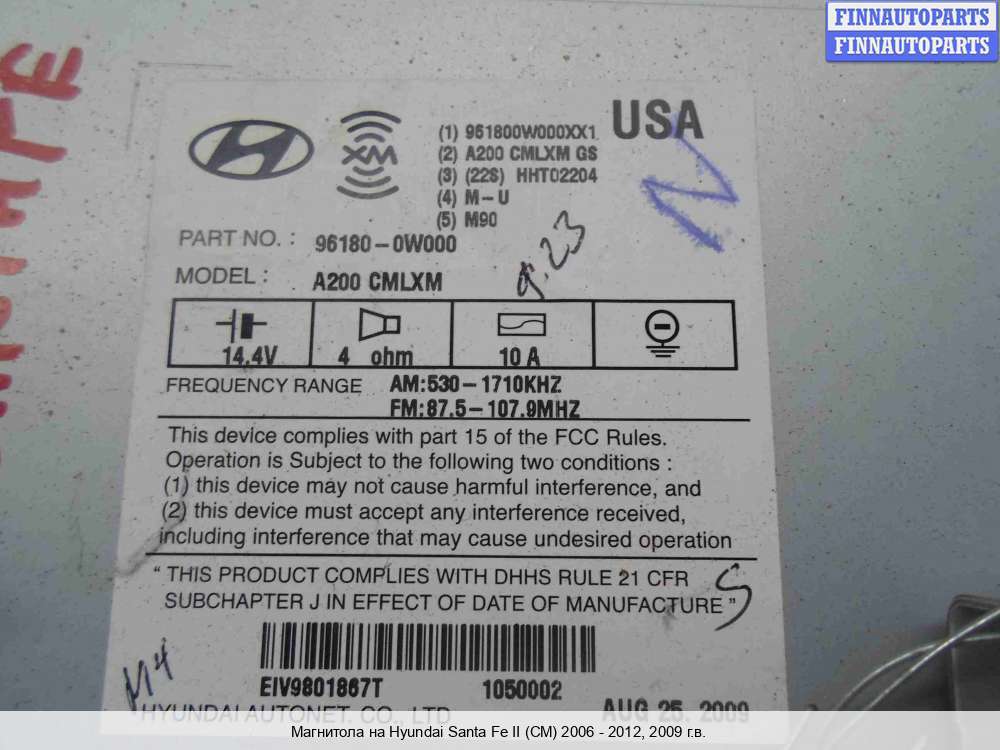 FINNAUTOPARTS
FINNAUTOPARTS
XM
(1) 961800W000XX1
(2) A200 CMLXM GS
(3) (22S) HHT02204
(4) M-U
(5) M90
USA
N
PART NO. : 96180-0W000
9.23
MODEL : A200 CMLXM
14.4V 4 ohm 10 A
FREQUENCY RANGE AM:530-1710KHZ
FM:87.5-107.9MHZ
This device complies with part 15 of the FCC Rules.
Operation is Subject to the following two conditions :
(1) this device may not cause harmful interference, and
(2) this device must accept any interference received,
including interference that may cause undesired operation
" THIS PRODUCT COMPLIES WITH DHHS RULE 21 CFR
SUBCHAPTER J IN EFFECT OF DATE OF MANUFACTURE "
S
EIV9801867T 1050002
M4
HYUNDAI AUTONET. CO., LTD AUG 25. 2009
Магнитола на Hyundai Santa Fe II (CM) 2006 - 2012, 2009 г.в.